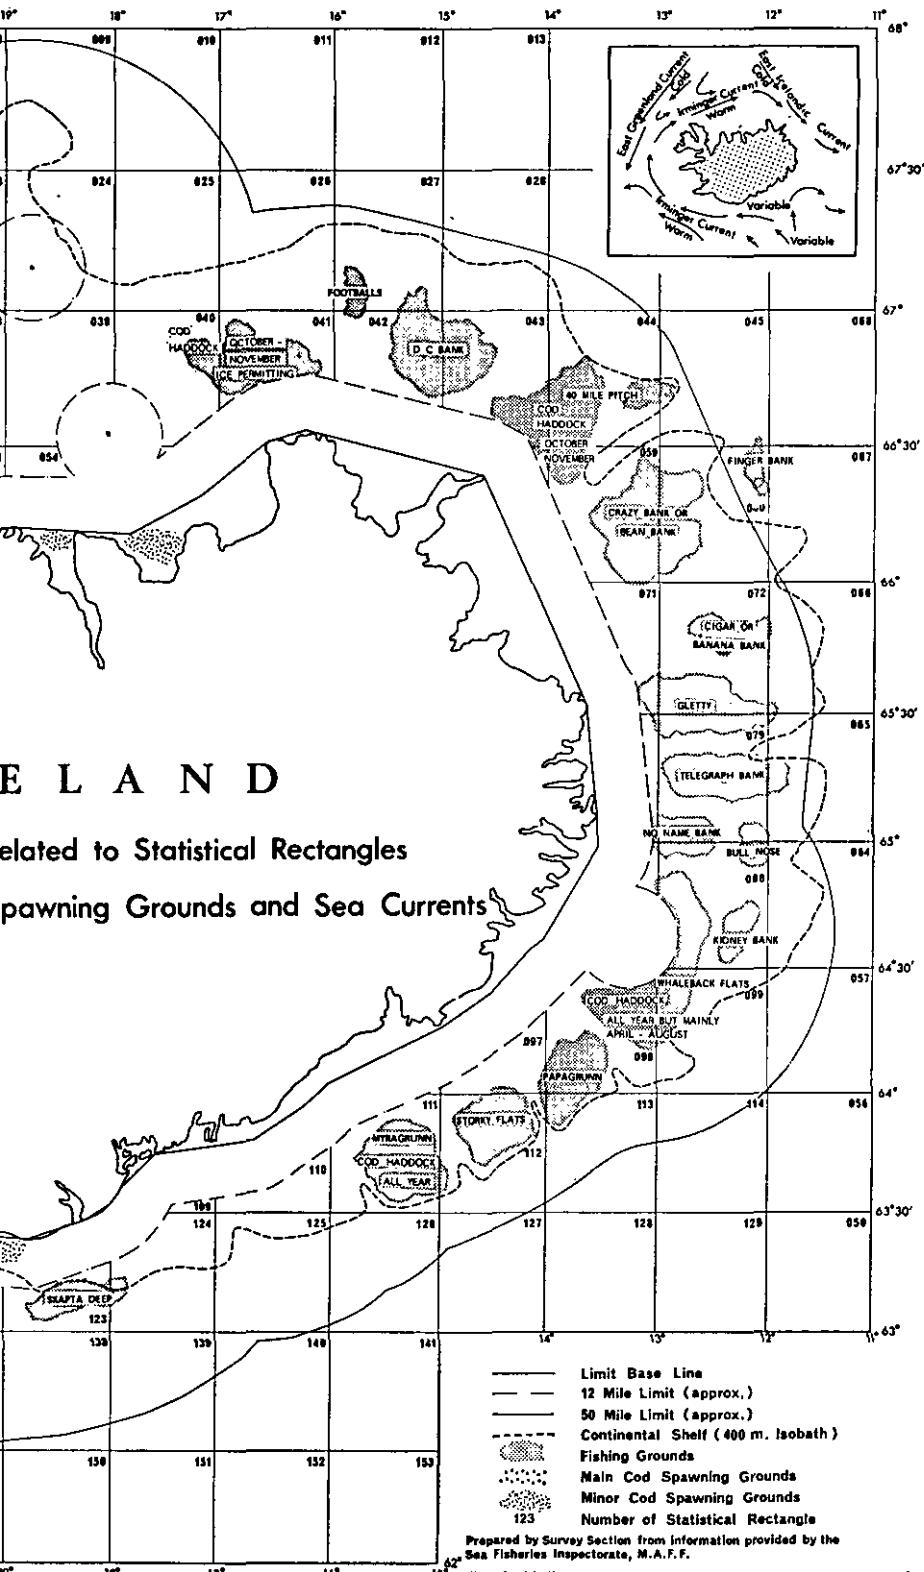 19° 18° 17° 16° 15° 14° 13° 12° 11°
68°
009 010 011 012 013
East Greenland Current
Cold
Irminger Current
Warm
East Icelandic Current
Cold
Variable
Irminger Current
Warm
Variable
67°30'
024 025 026 027 028
FOOTBALLS
67°
039 040 041 042 043 044 045 068
COD
HADDOCK
OCTOBER -
NOVEMBER
ICE PERMITTING
D C BANK
40 MILE PITCH
COD
HADDOCK
OCTOBER
NOVEMBER
66°30'
054 059 067
FINGER BANK
CRAZY BANK OR
BEAN BANK
66°
071 072 066
CIGAR OR
BANANA BANK
GLETTY
65°30'
079 065
E L A N D
TELEGRAPH BANK
elated to Statistical Rectangles
NO NAME BANK
BULL NOSE
65°
088 064
pawning Grounds and Sea Currents
KIDNEY BANK
64°30'
WHALEBACK FLATS
099 057
COD HADDOCK
ALL YEAR BUT MAINLY
APRIL - AUGUST
097 098
PAPAGRUNN
64°
111 113 114 056
STORKY FLATS
112
MYRAGRUNN
COD HADDOCK
ALL YEAR
110
109
63°30'
124 125 126 127 128 129 050
SKAPTA DEEP
123
63°
138 139 140 141 14° 13° 12° 11°
Limit Base Line
12 Mile Limit (approx.)
50 Mile Limit (approx.)
Continental Shelf (400 m. Isobath)
150 151 152 153
Fishing Grounds
Main Cod Spawning Grounds
Minor Cod Spawning Grounds
123 Number of Statistical Rectangle
Prepared by Survey Section from information provided by the
62° Sea Fisheries Inspectorate, M.A.F.F.